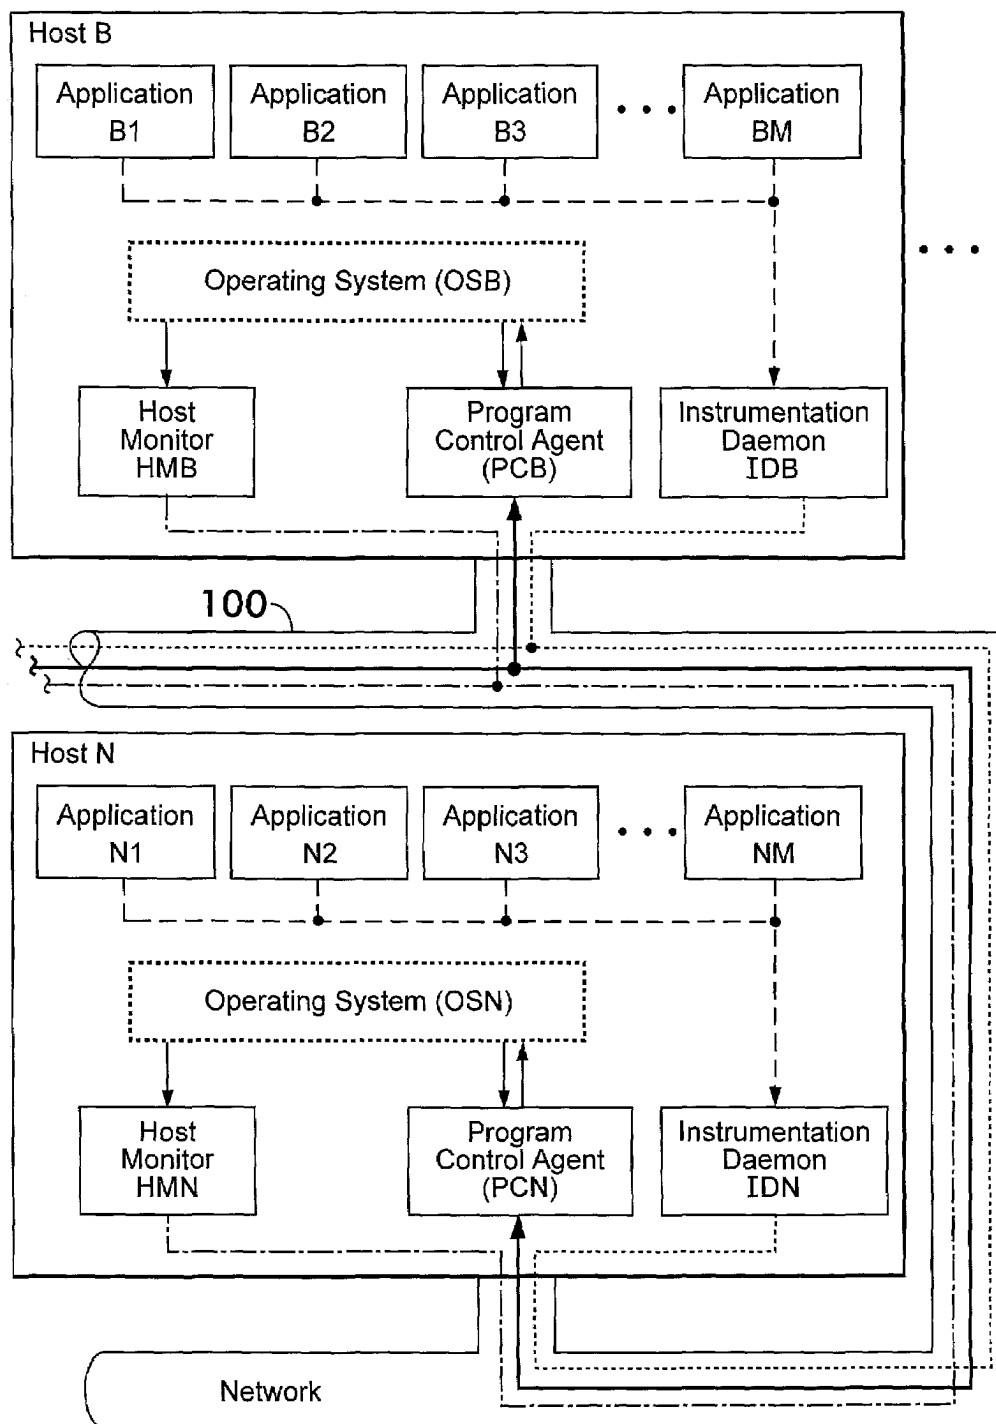 Host B
Application
B1
Application
B2
Application
B3
Application
BM
Operating System (OSB)
Host
Monitor
HMB
Program
Control Agent
(PCB)
Instrumentation
Daemon
IDB
100
Host N
Application
N1
Application
N2
Application
N3
Application
NM
Operating System (OSN)
Host
Monitor
HMN
Program
Control Agent
(PCN)
Instrumentation
Daemon
IDN
Network